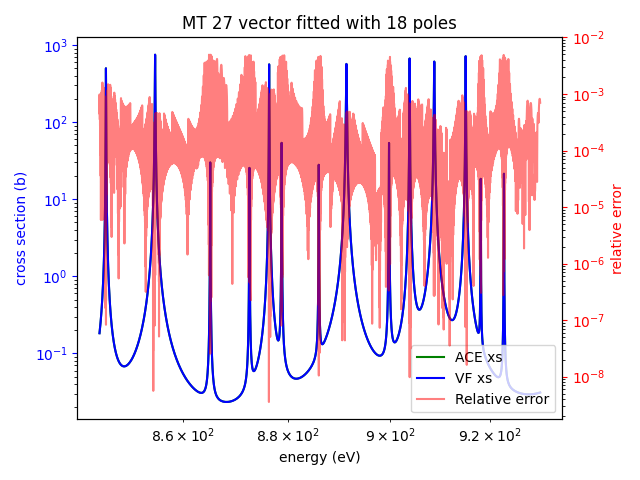 MT 27 vector fitted with 18 poles
cross section (b)
10³
10²
10¹
10⁰
10⁻¹
10⁻²
10⁻³
10⁻⁴
10⁻⁵
10⁻⁶
10⁻⁷
10⁻⁸
relative error
ACE xs
VF xs
Relative error
8.6 × 10² 8.8 × 10² 9 × 10² 9.2 × 10²
energy (eV)